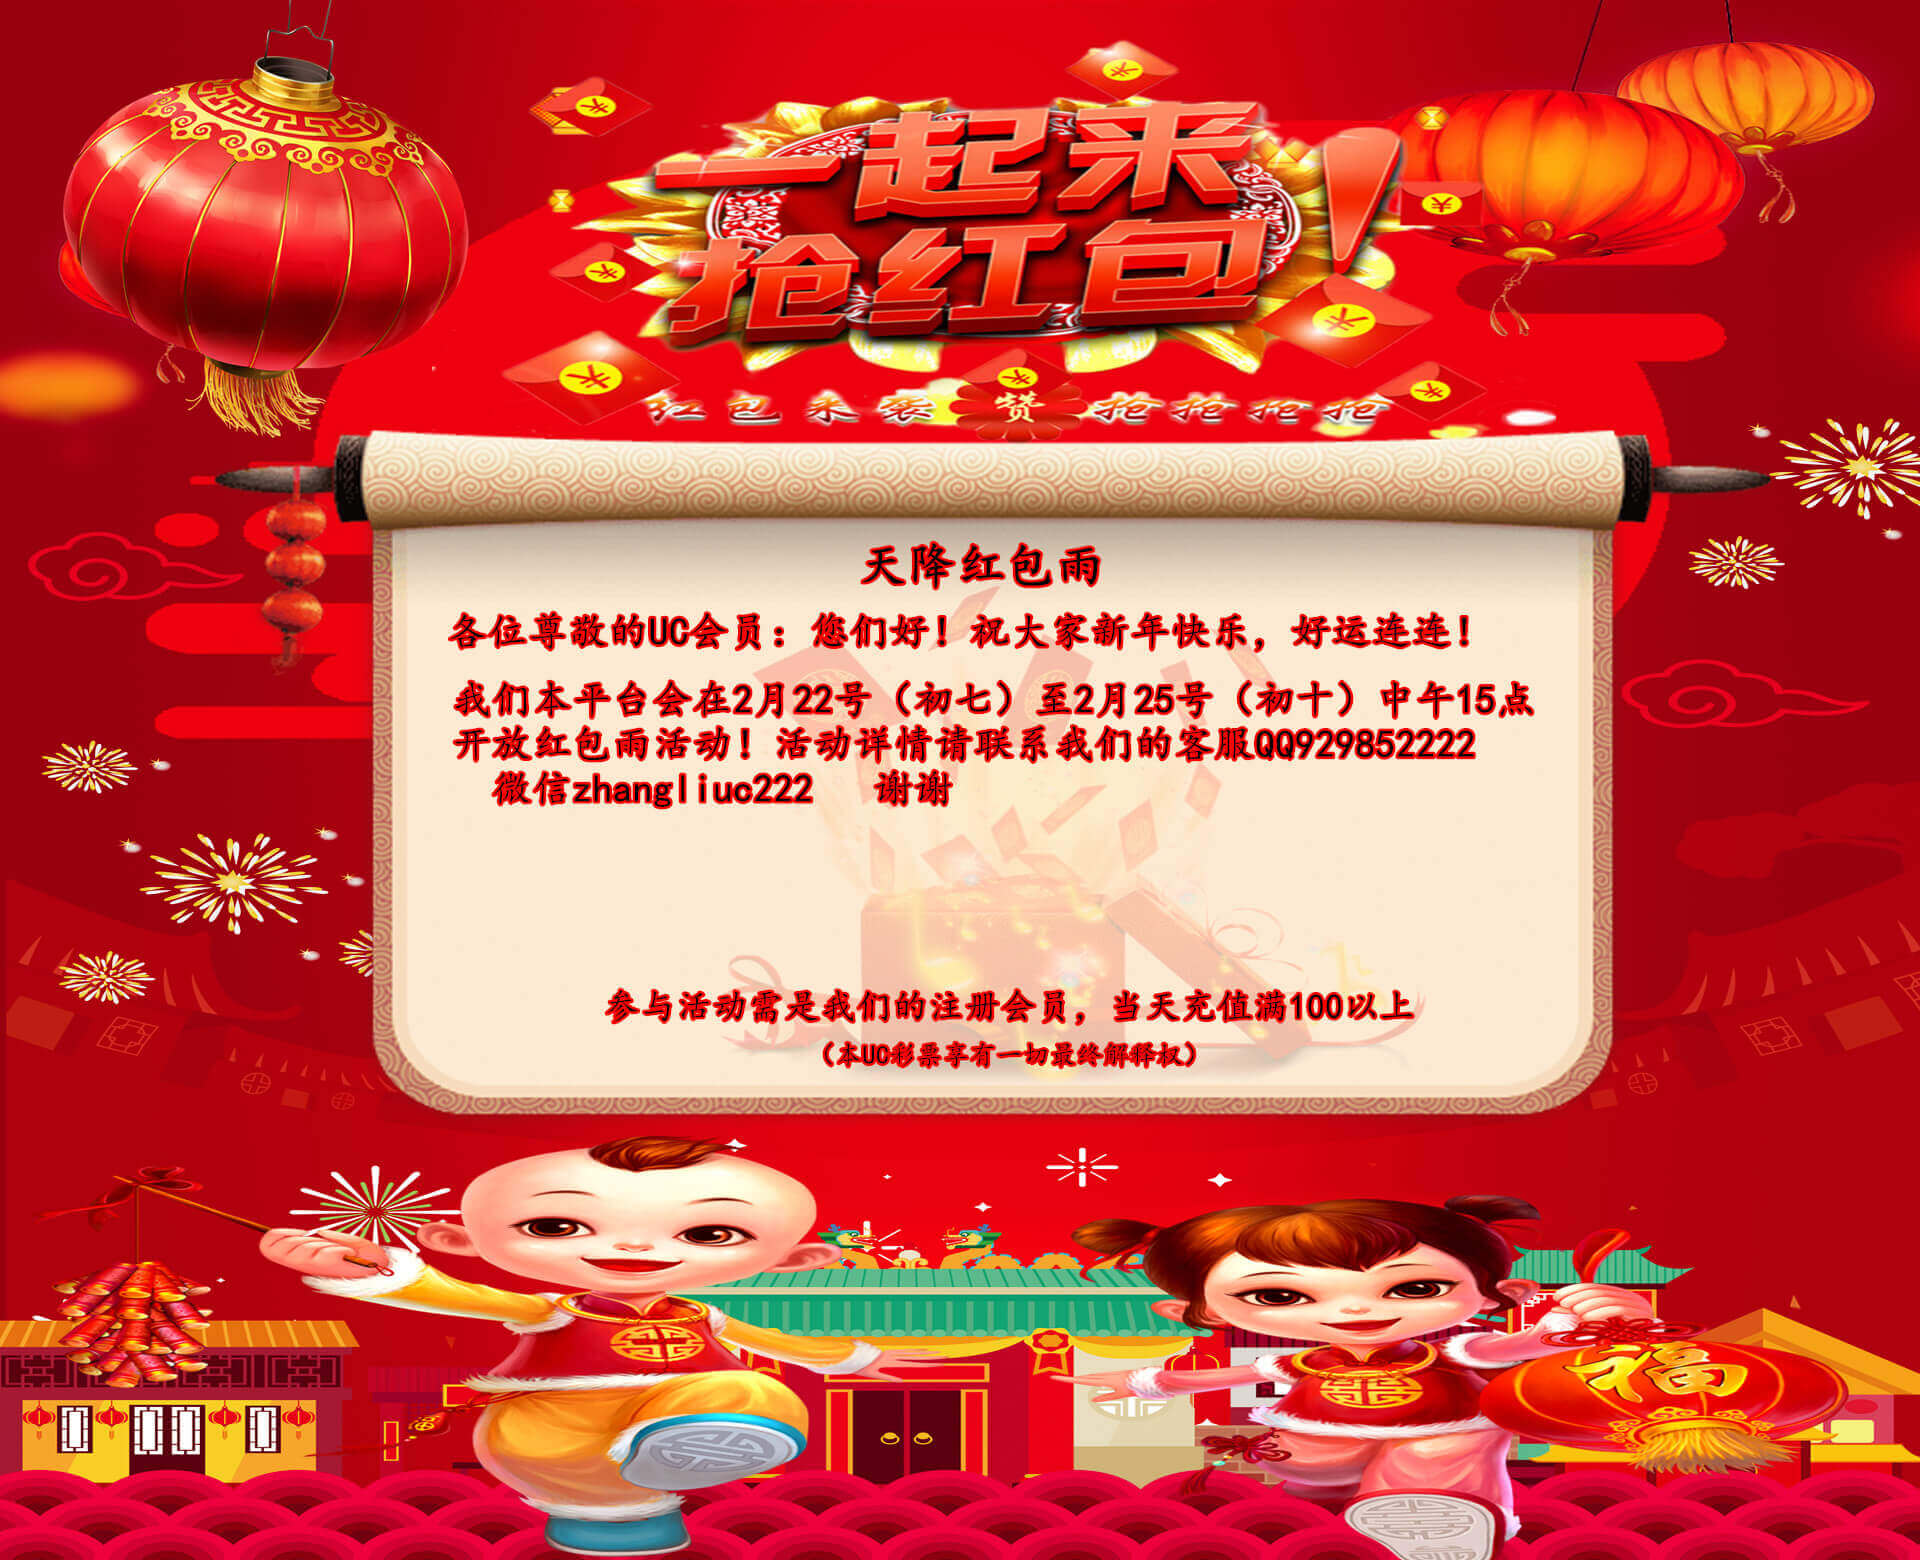 一起来
抢红包！
红包来袭 赞 抢抢抢抢
天降红包雨
各位尊敬的UC会员：您们好！祝大家新年快乐，好运连连！
我们本平台会在2月22号（初七）至2月25号（初十）中午15点
开放红包雨活动！活动详情请联系我们的客服QQ929852222
微信zhangliuc222 谢谢
参与活动需是我们的注册会员，当天充值满100以上
（本UC彩票享有一切最终解释权）
福